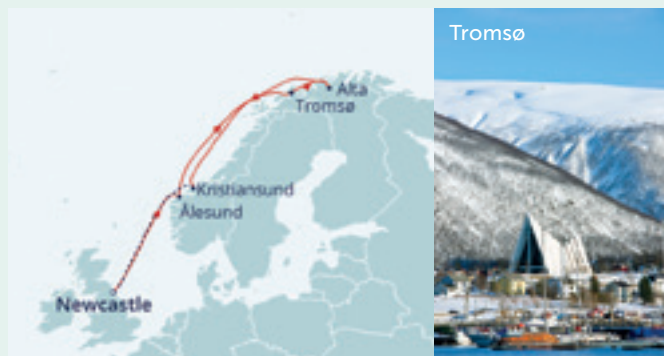 Alta
Tromsø
Kristiansund
Ålesund
Newcastle
Tromsø